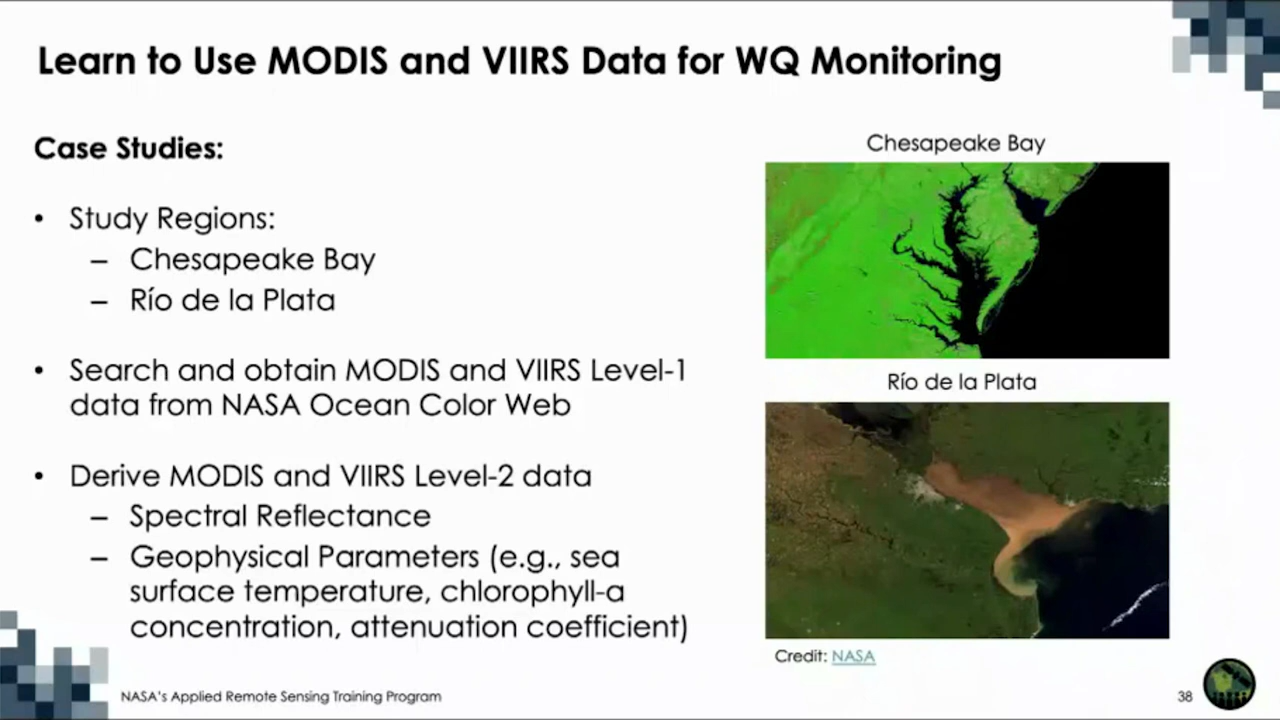 Learn to Use MODIS and VIIRS Data for WQ Monitoring
Case Studies:
• Study Regions:
– Chesapeake Bay
– Río de la Plata
• Search and obtain MODIS and VIIRS Level-1
data from NASA Ocean Color Web
• Derive MODIS and VIIRS Level-2 data
– Spectral Reflectance
– Geophysical Parameters (e.g., sea
surface temperature, chlorophyll-a
concentration, attenuation coefficient)
Chesapeake Bay
Río de la Plata
Credit: NASA
NASA's Applied Remote Sensing Training Program
38